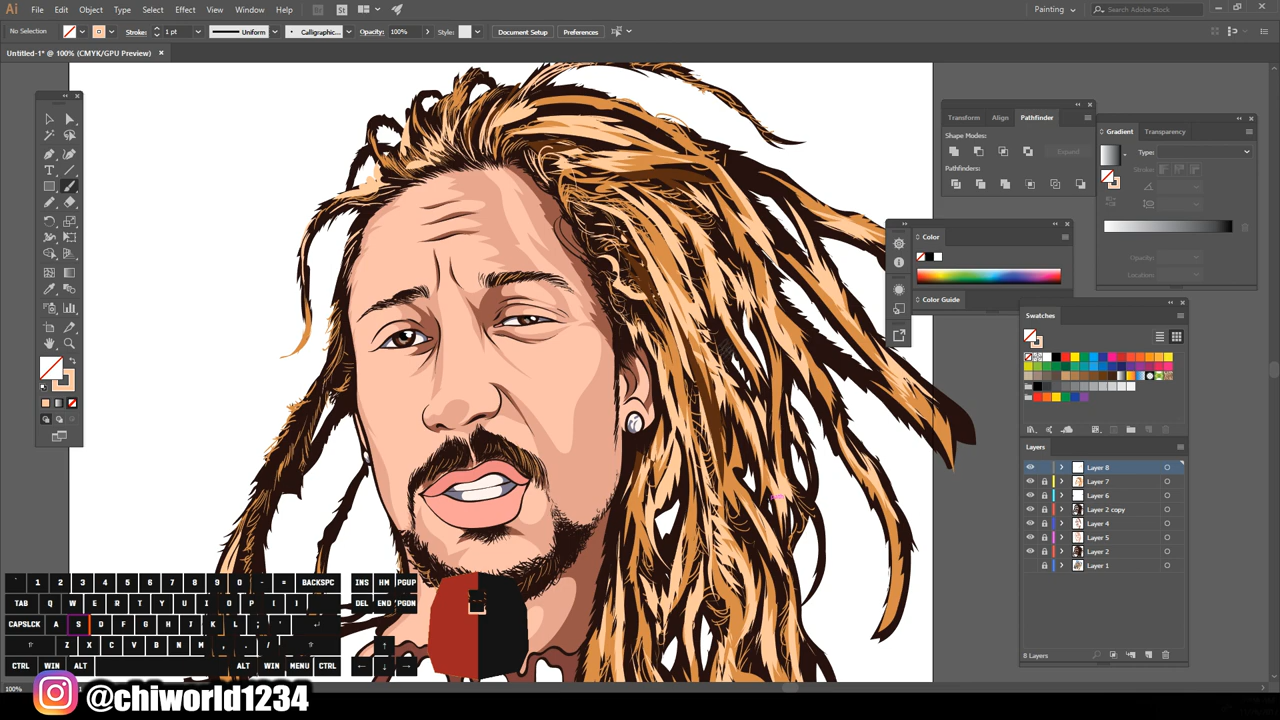 Ai File Edit Object Type Select Effect View Window Help Br St Painting Search Adobe Stock
No Selection Stroke: 1 pt Uniform Calligraphic... Opacity: 100% Style: Document Setup Preferences
Untitled-1* @ 100% (CMYK/GPU Preview)
Transform Align Pathfinder
Shape Modes:
Expand
Pathfinders:
Gradient Transparency
Type:
Stroke:
Opacity:
Location:
Color
Color Guide
Swatches
Layers
Layer 8
Layer 7
Layer 6
Layer 2 copy
Layer 4
Layer 5
Layer 2
Layer 1
8 Layers
` 1 2 3 4 5 6 7 8 9 0 - = BACKSPC INS HM PGUP
TAB Q W E R T Y U I O P [ ] DEL END PGDN
CAPSLCK A S D F G H J K L ; '
Z X C V B N M , . /
CTRL WIN ALT ALT WIN MENU CTRL
100%
@chiworld1234